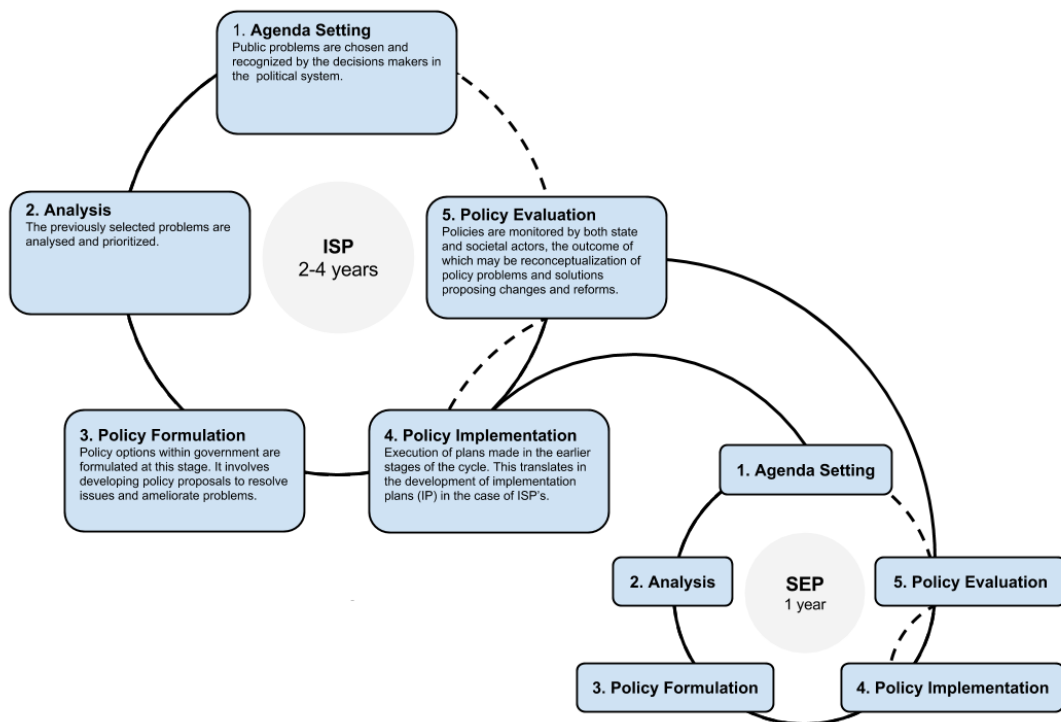 1. Agenda Setting
Public problems are chosen and
recognized by the decisions makers in
the political system.
2. Analysis
The previously selected problems are
analysed and prioritized.
ISP
2-4 years
5. Policy Evaluation
Policies are monitored by both state
and societal actors, the outcome of
which may be reconceptualization of
policy problems and solutions
proposing changes and reforms.
3. Policy Formulation
Policy options within government are
formulated at this stage. It involves
developing policy proposals to resolve
issues and ameliorate problems.
4. Policy Implementation
Execution of plans made in the earlier
stages of the cycle. This translates in
the development of implementation
plans (IP) in the case of ISP's.
1. Agenda Setting
2. Analysis
SEP
1 year
5. Policy Evaluation
3. Policy Formulation
4. Policy Implementation